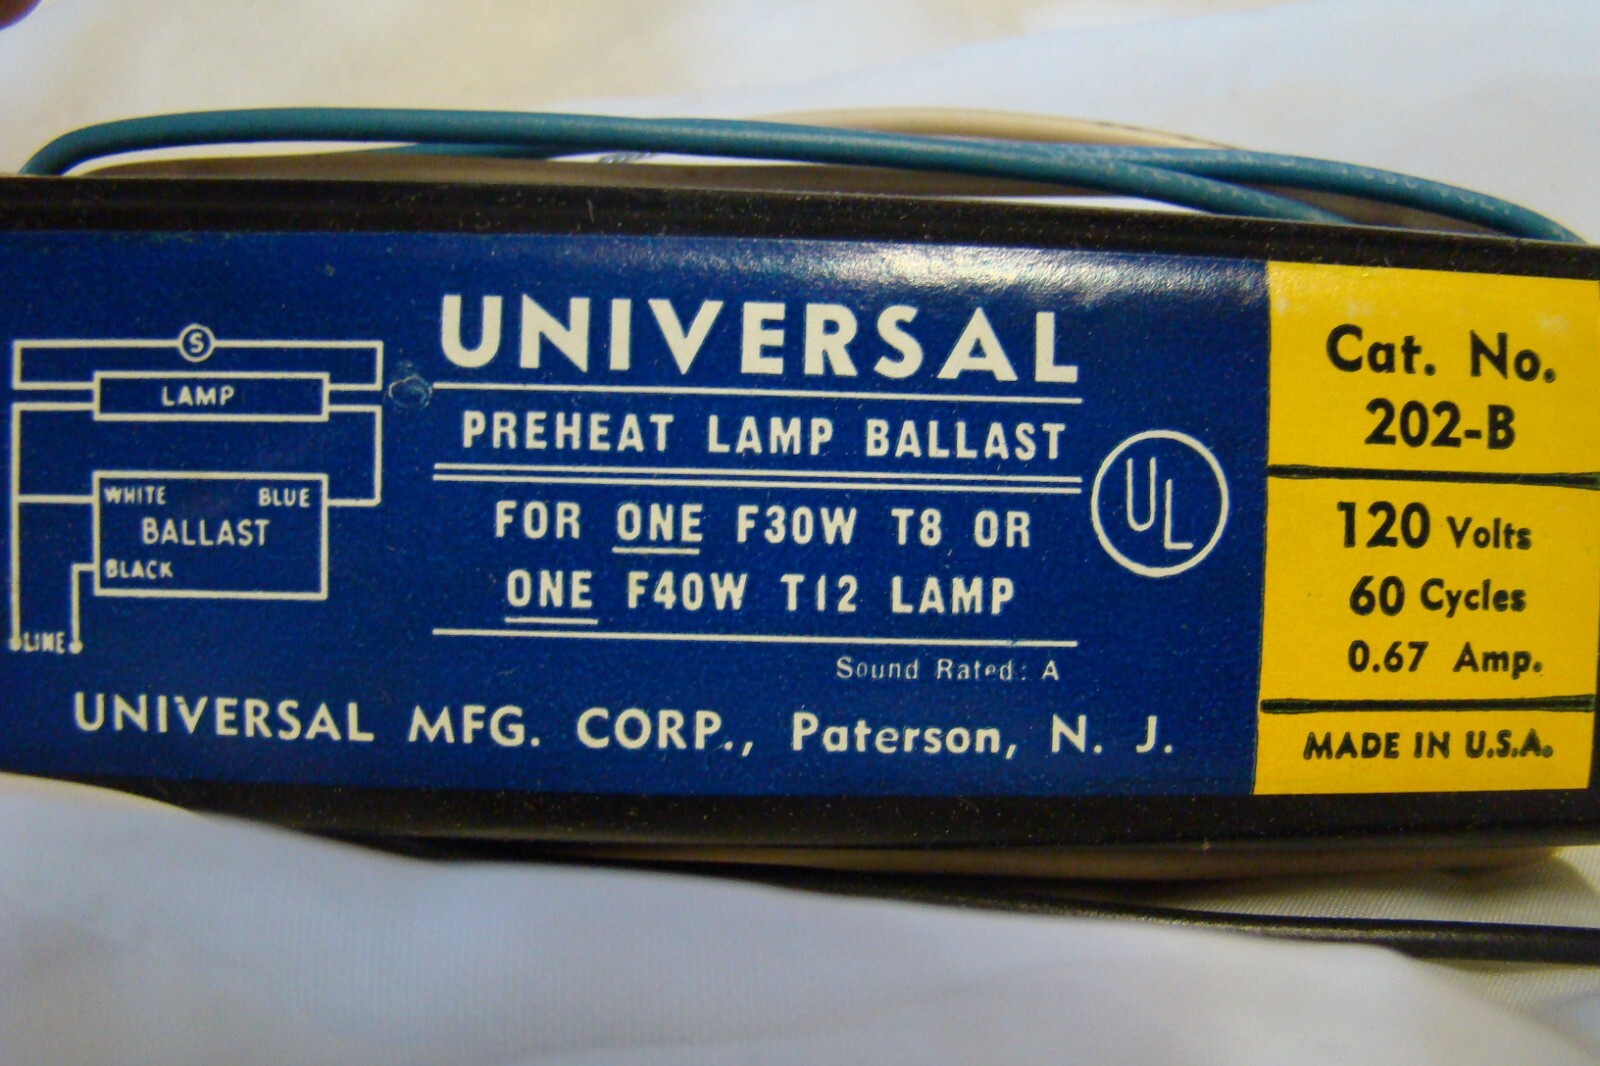 S
LAMP
WHITE BLUE
BALLAST
BLACK
LINE
UNIVERSAL
PREHEAT LAMP BALLAST
FOR ONE F30W T8 OR
ONE F40W T12 LAMP
Sound Rated: A
UNIVERSAL MFG. CORP., Paterson, N. J.
UL
Cat. No.
202-B
120 Volts
60 Cycles
0.67 Amp.
MADE IN U.S.A.